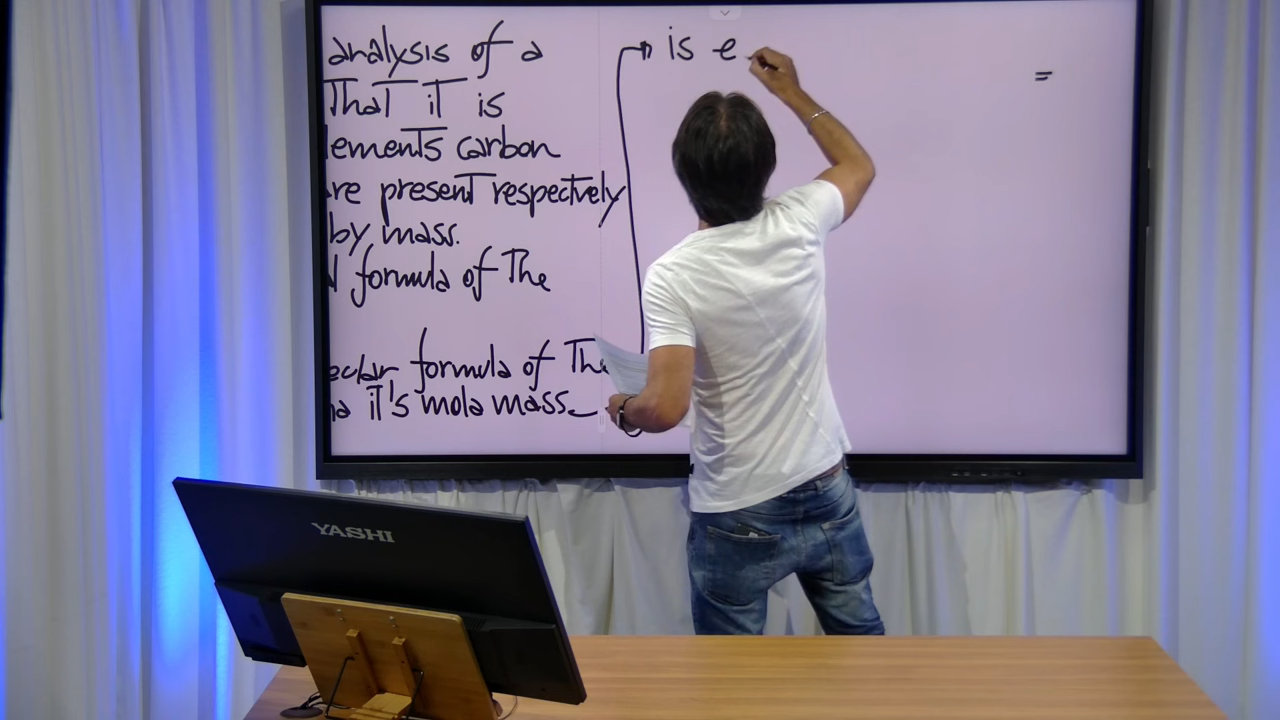 analysis of a
That it is
lements carbon
re present respectively
by mass.
l formula of The
ecular formula of The
it's mola mass
is e
=
YASHI